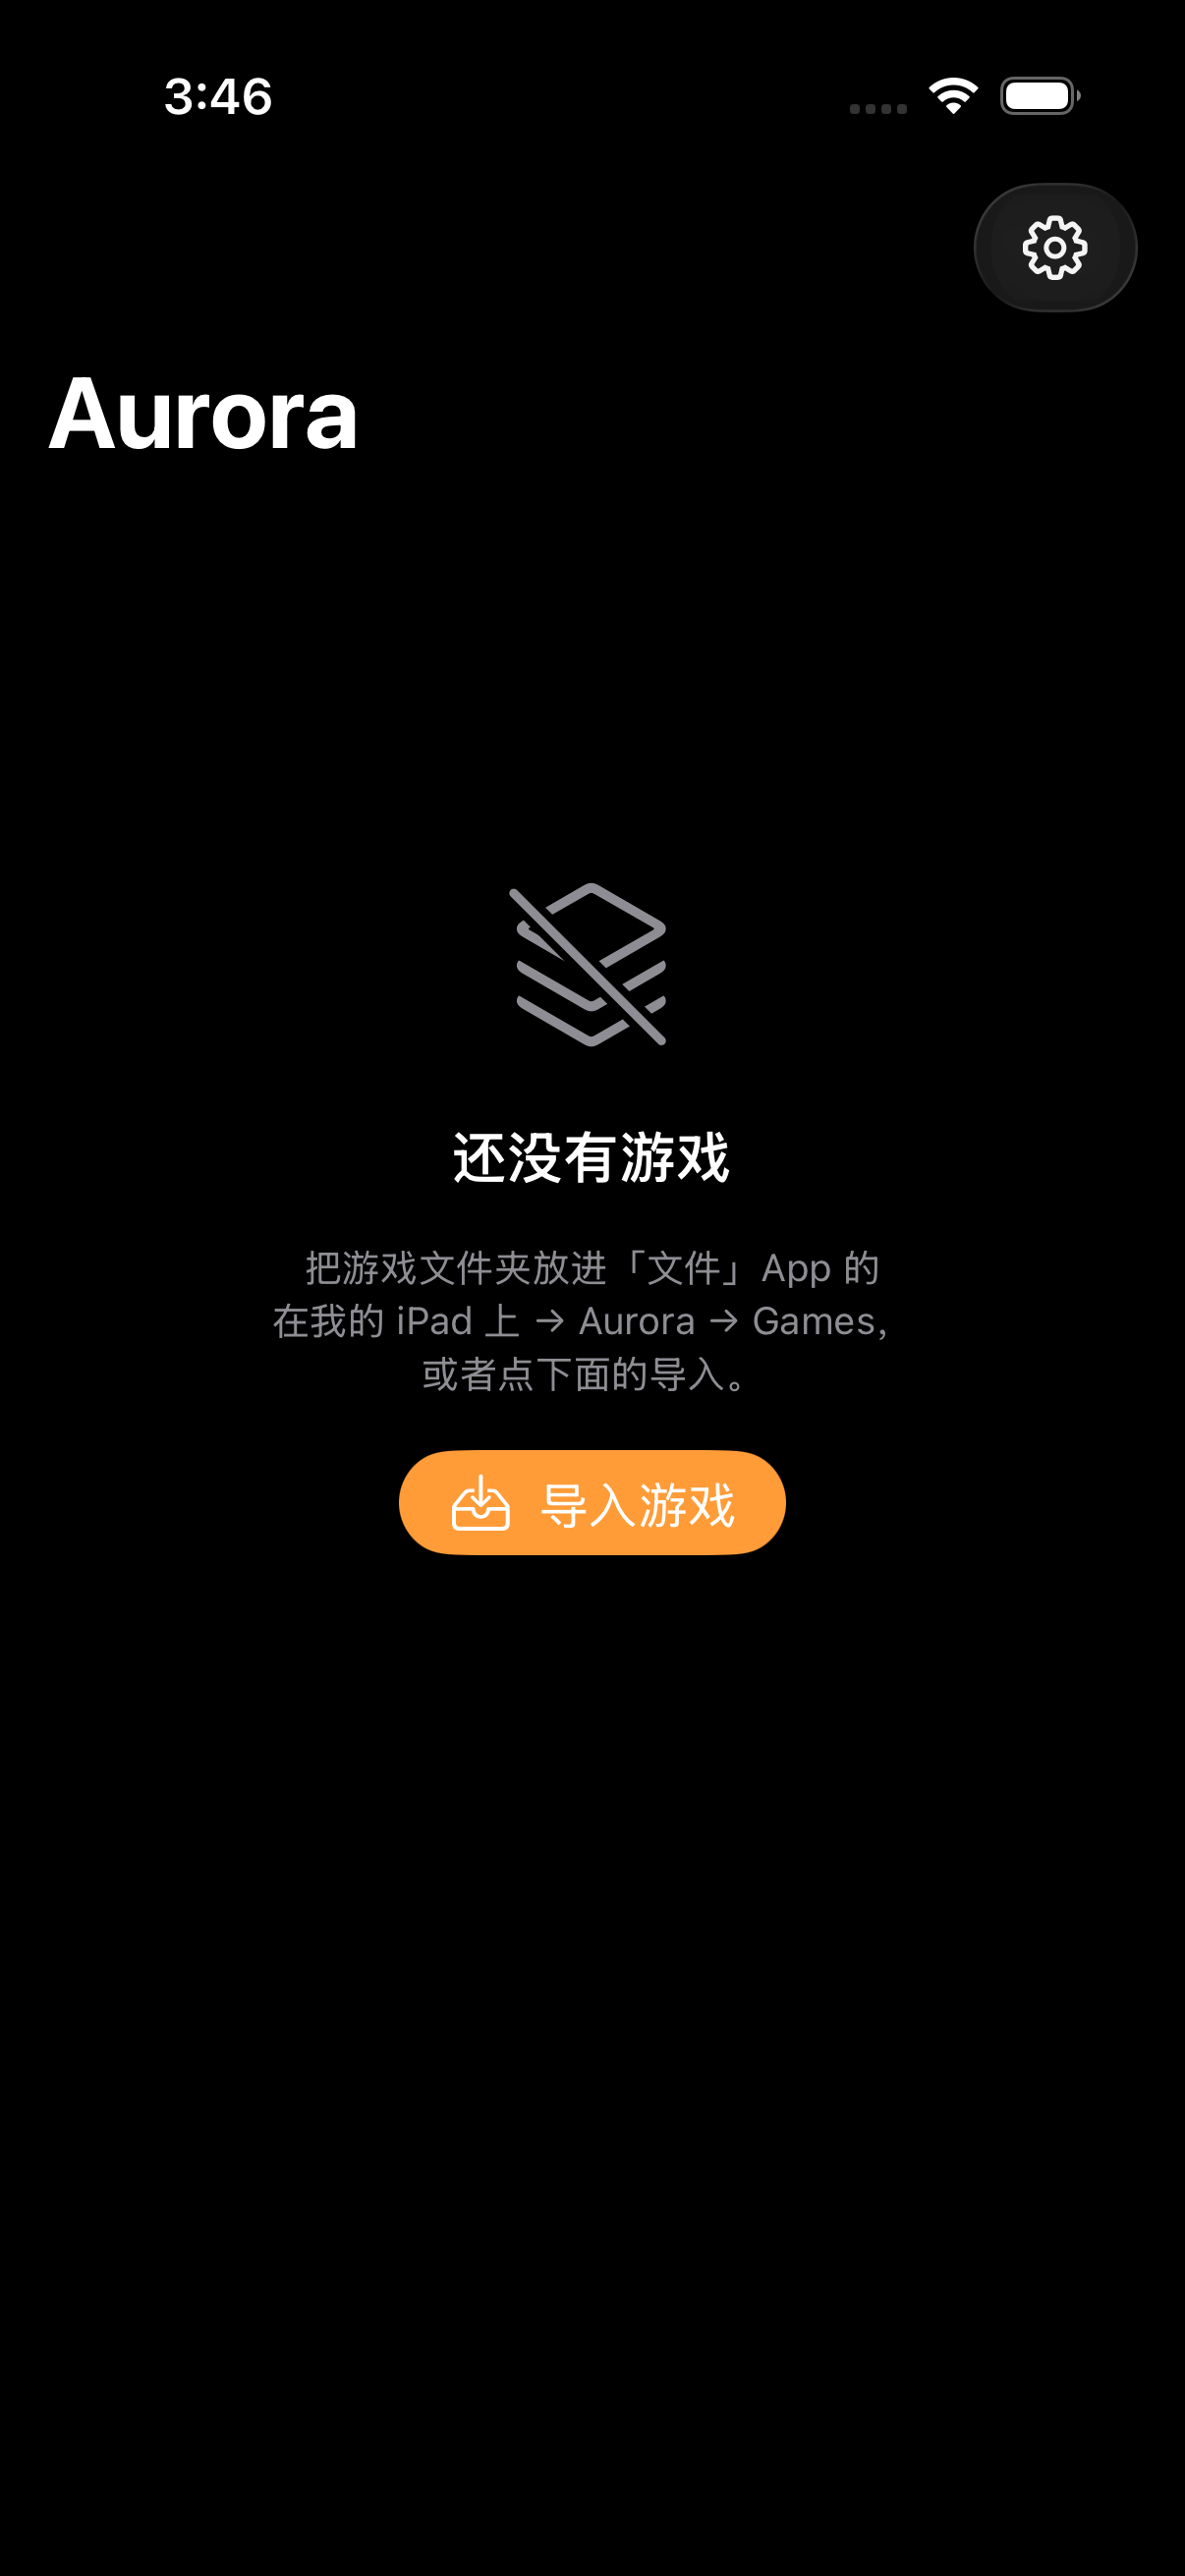 3:46
Aurora
还没有游戏
把游戏文件夹放进「文件」App 的
在我的 iPad 上 → Aurora → Games，
或者点下面的导入。
导入游戏